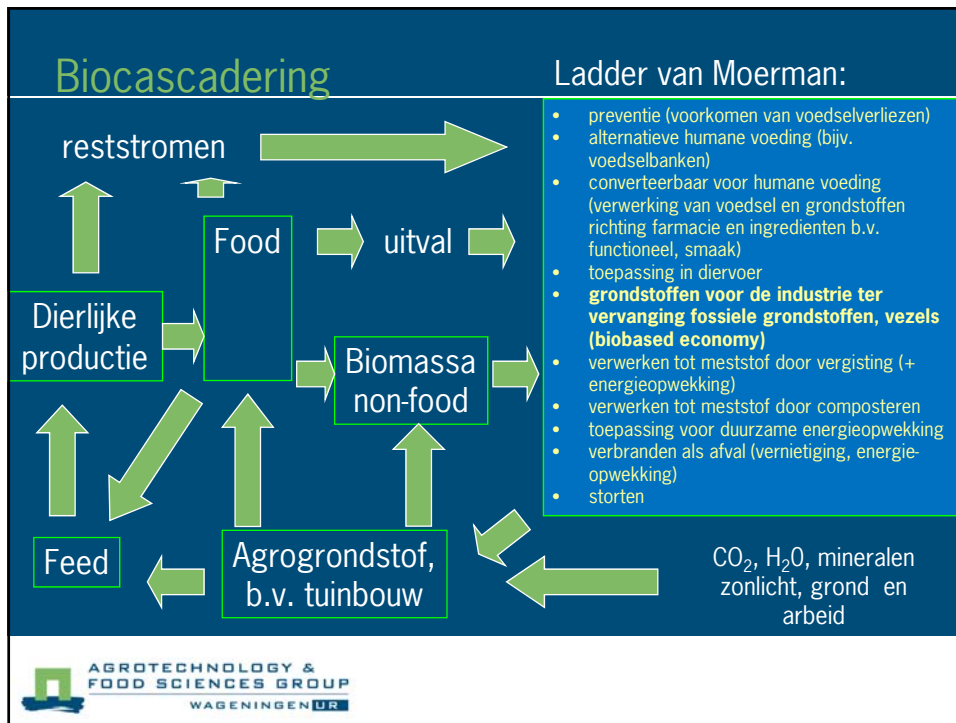 Biocascadering
Ladder van Moerman:
reststromen
Food
uitval
Dierlijke
productie
Biomassa
non-food
Feed
Agrogrondstof,
b.v. tuinbouw
• preventie (voorkomen van voedselverliezen)
• alternatieve humane voeding (bijv.
voedselbanken)
• converteerbaar voor humane voeding
(verwerking van voedsel en grondstoffen
richting farmacie en ingredienten b.v.
functioneel, smaak)
• toepassing in diervoer
• grondstoffen voor de industrie ter
vervanging fossiele grondstoffen, vezels
(biobased economy)
• verwerken tot meststof door vergisting (+
energieopwekking)
• verwerken tot meststof door composteren
• toepassing voor duurzame energieopwekking
• verbranden als afval (vernietiging, energie-
opwekking)
• storten
CO₂, H₂0, mineralen
zonlicht, grond en
arbeid
AGROTECHNOLOGY &
FOOD SCIENCES GROUP
WAGENINGEN UR